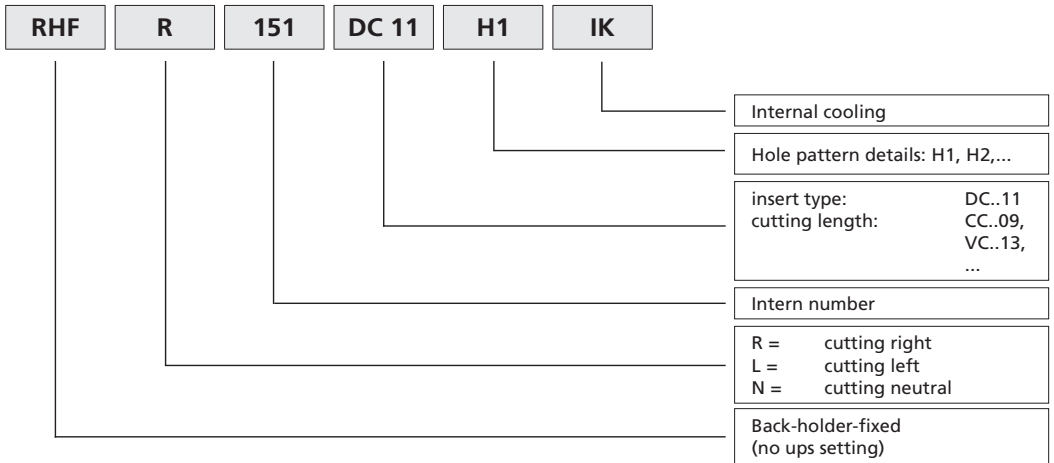 RHF R 151 DC 11 H1 IK
Internal cooling
Hole pattern details: H1, H2,...
insert type: DC..11
cutting length: CC..09,
VC..13,
...
Intern number
R = cutting right
L = cutting left
N = cutting neutral
Back-holder-fixed
(no ups setting)